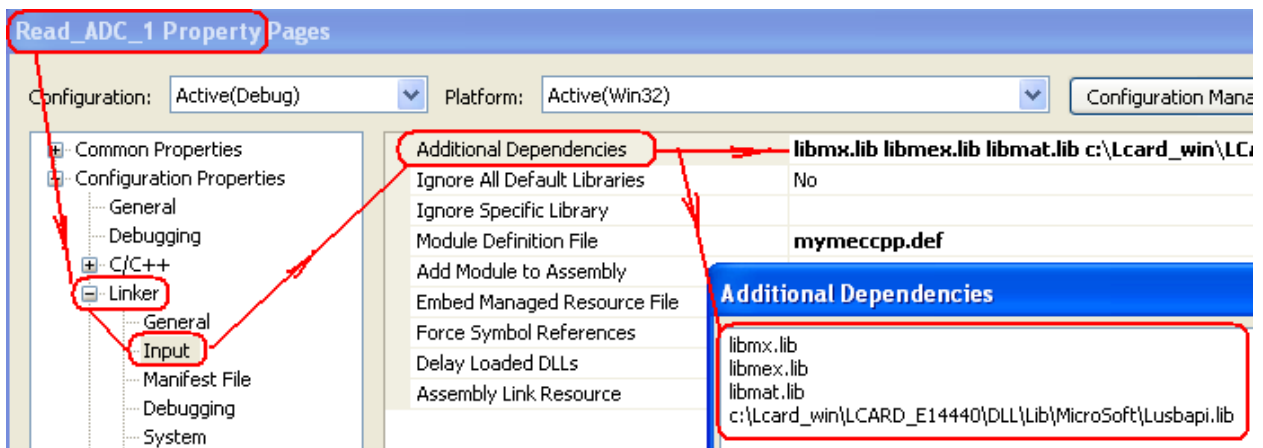 Read_ADC_1 Property Pages
Configuration: Active(Debug) Platform: Active(Win32) Configuration Mana
Common Properties
Configuration Properties
General
Debugging
C/C++
Linker
General
Input
Manifest File
Debugging
System
Additional Dependencies libmx.lib libmex.lib libmat.lib c:\Lcard_win\LCA
Ignore All Default Libraries No
Ignore Specific Library
Module Definition File mymeccpp.def
Add Module to Assembly
Embed Managed Resource File
Force Symbol References
Delay Loaded DLLs
Assembly Link Resource
Additional Dependencies
libmx.lib
libmex.lib
libmat.lib
c:\Lcard_win\LCARD_E14440\DLL\Lib\MicroSoft\Lusbapi.lib